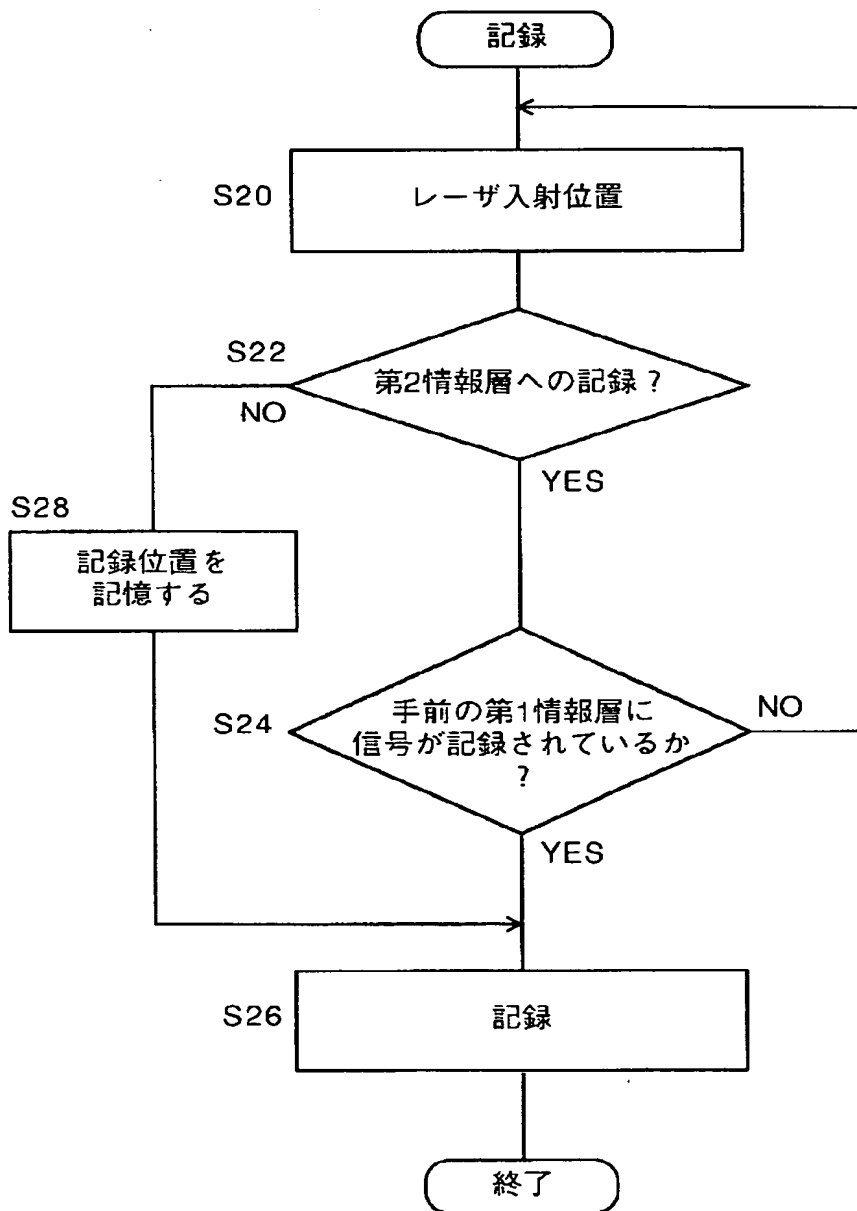 記録
S20
レーザ入射位置
S22
第2情報層への記録?
NO
YES
S28
記録位置を
記憶する
S24
手前の第1情報層に
信号が記録されているか
?
NO
YES
S26
記録
終了